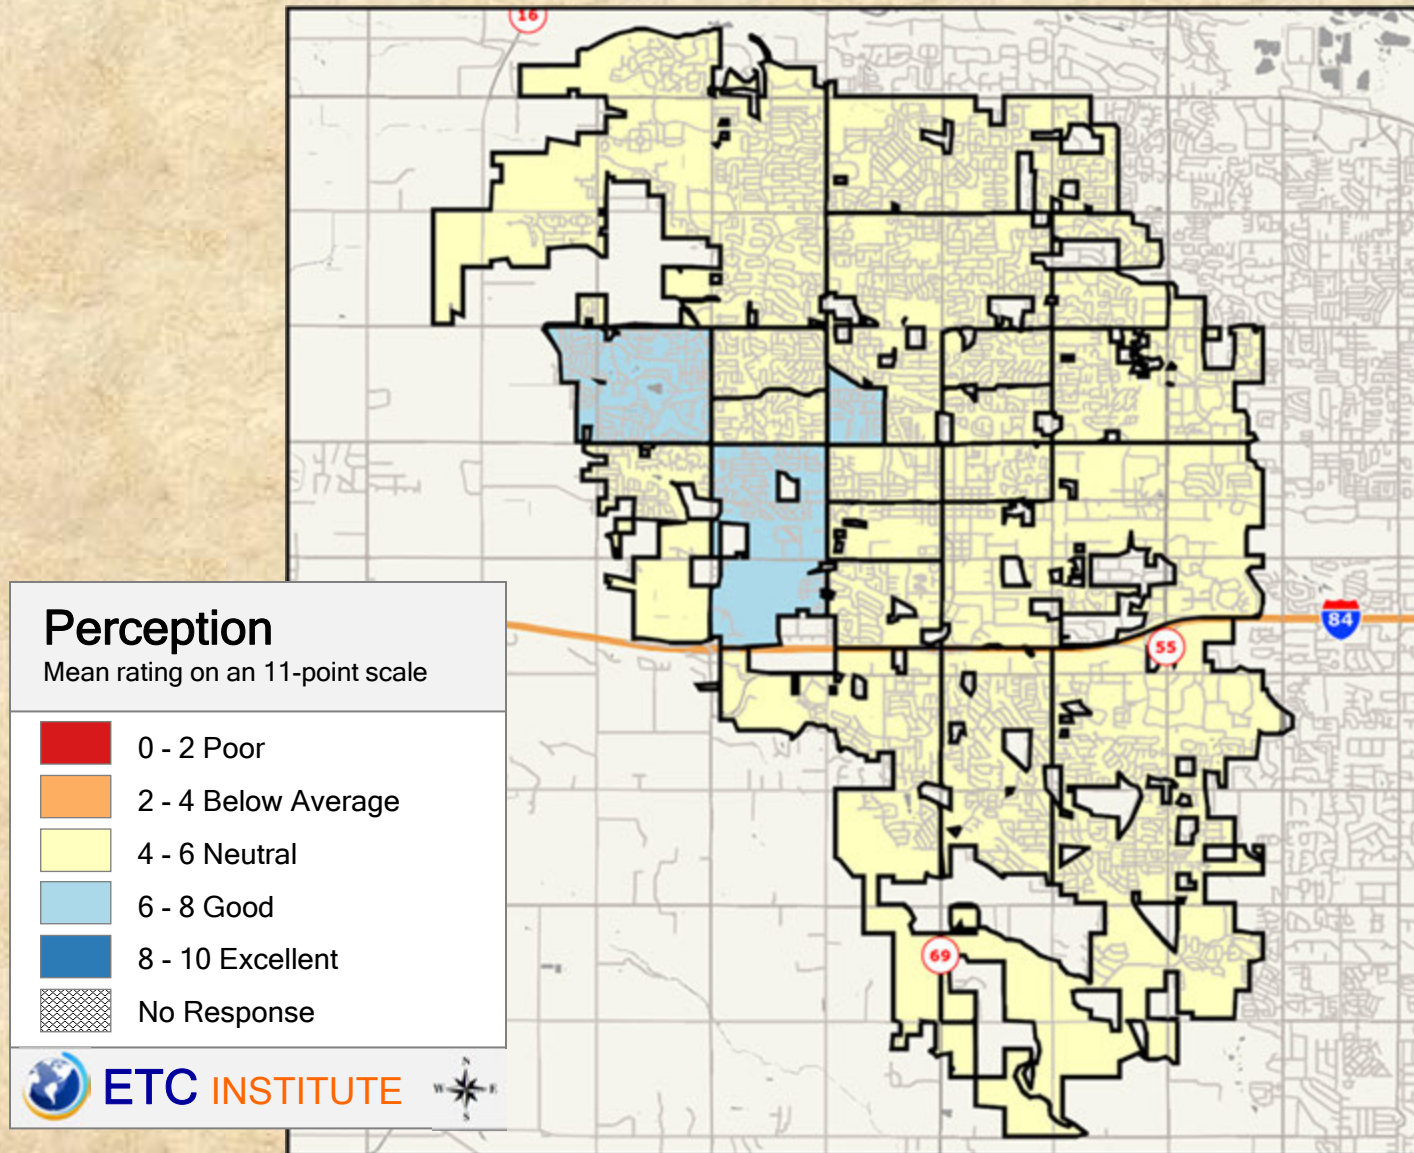 16
84
55
69
Perception
Mean rating on an 11-point scale
0 - 2 Poor
2 - 4 Below Average
4 - 6 Neutral
6 - 8 Good
8 - 10 Excellent
No Response
ETC INSTITUTE
N
W E
S